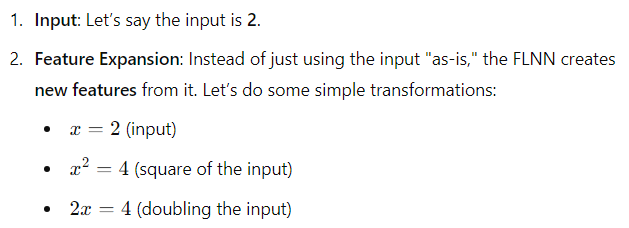 1. Input: Let's say the input is 2.
2. Feature Expansion: Instead of just using the input "as-is," the FLNN creates
new features from it. Let's do some simple transformations:
• x = 2 (input)
• x² = 4 (square of the input)
• 2x = 4 (doubling the input)